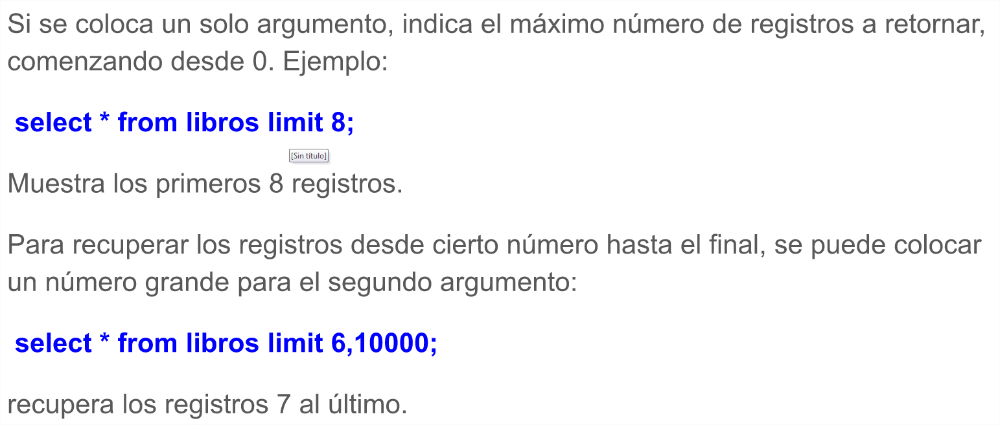 Si se coloca un solo argumento, indica el máximo número de registros a retornar,
comenzando desde 0. Ejemplo:
select * from libros limit 8;
[Sin título]
Muestra los primeros 8 registros.
Para recuperar los registros desde cierto número hasta el final, se puede colocar
un número grande para el segundo argumento:
select * from libros limit 6,10000;
recupera los registros 7 al último.